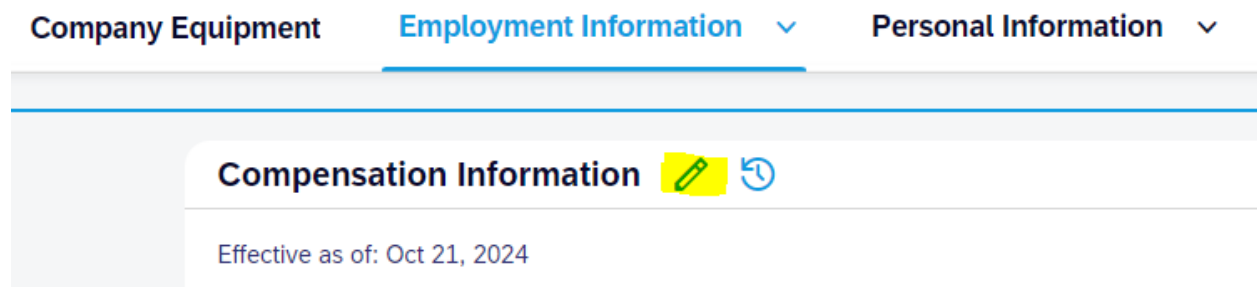 Company Equipment Employment Information Personal Information
Compensation Information
Effective as of: Oct 21, 2024